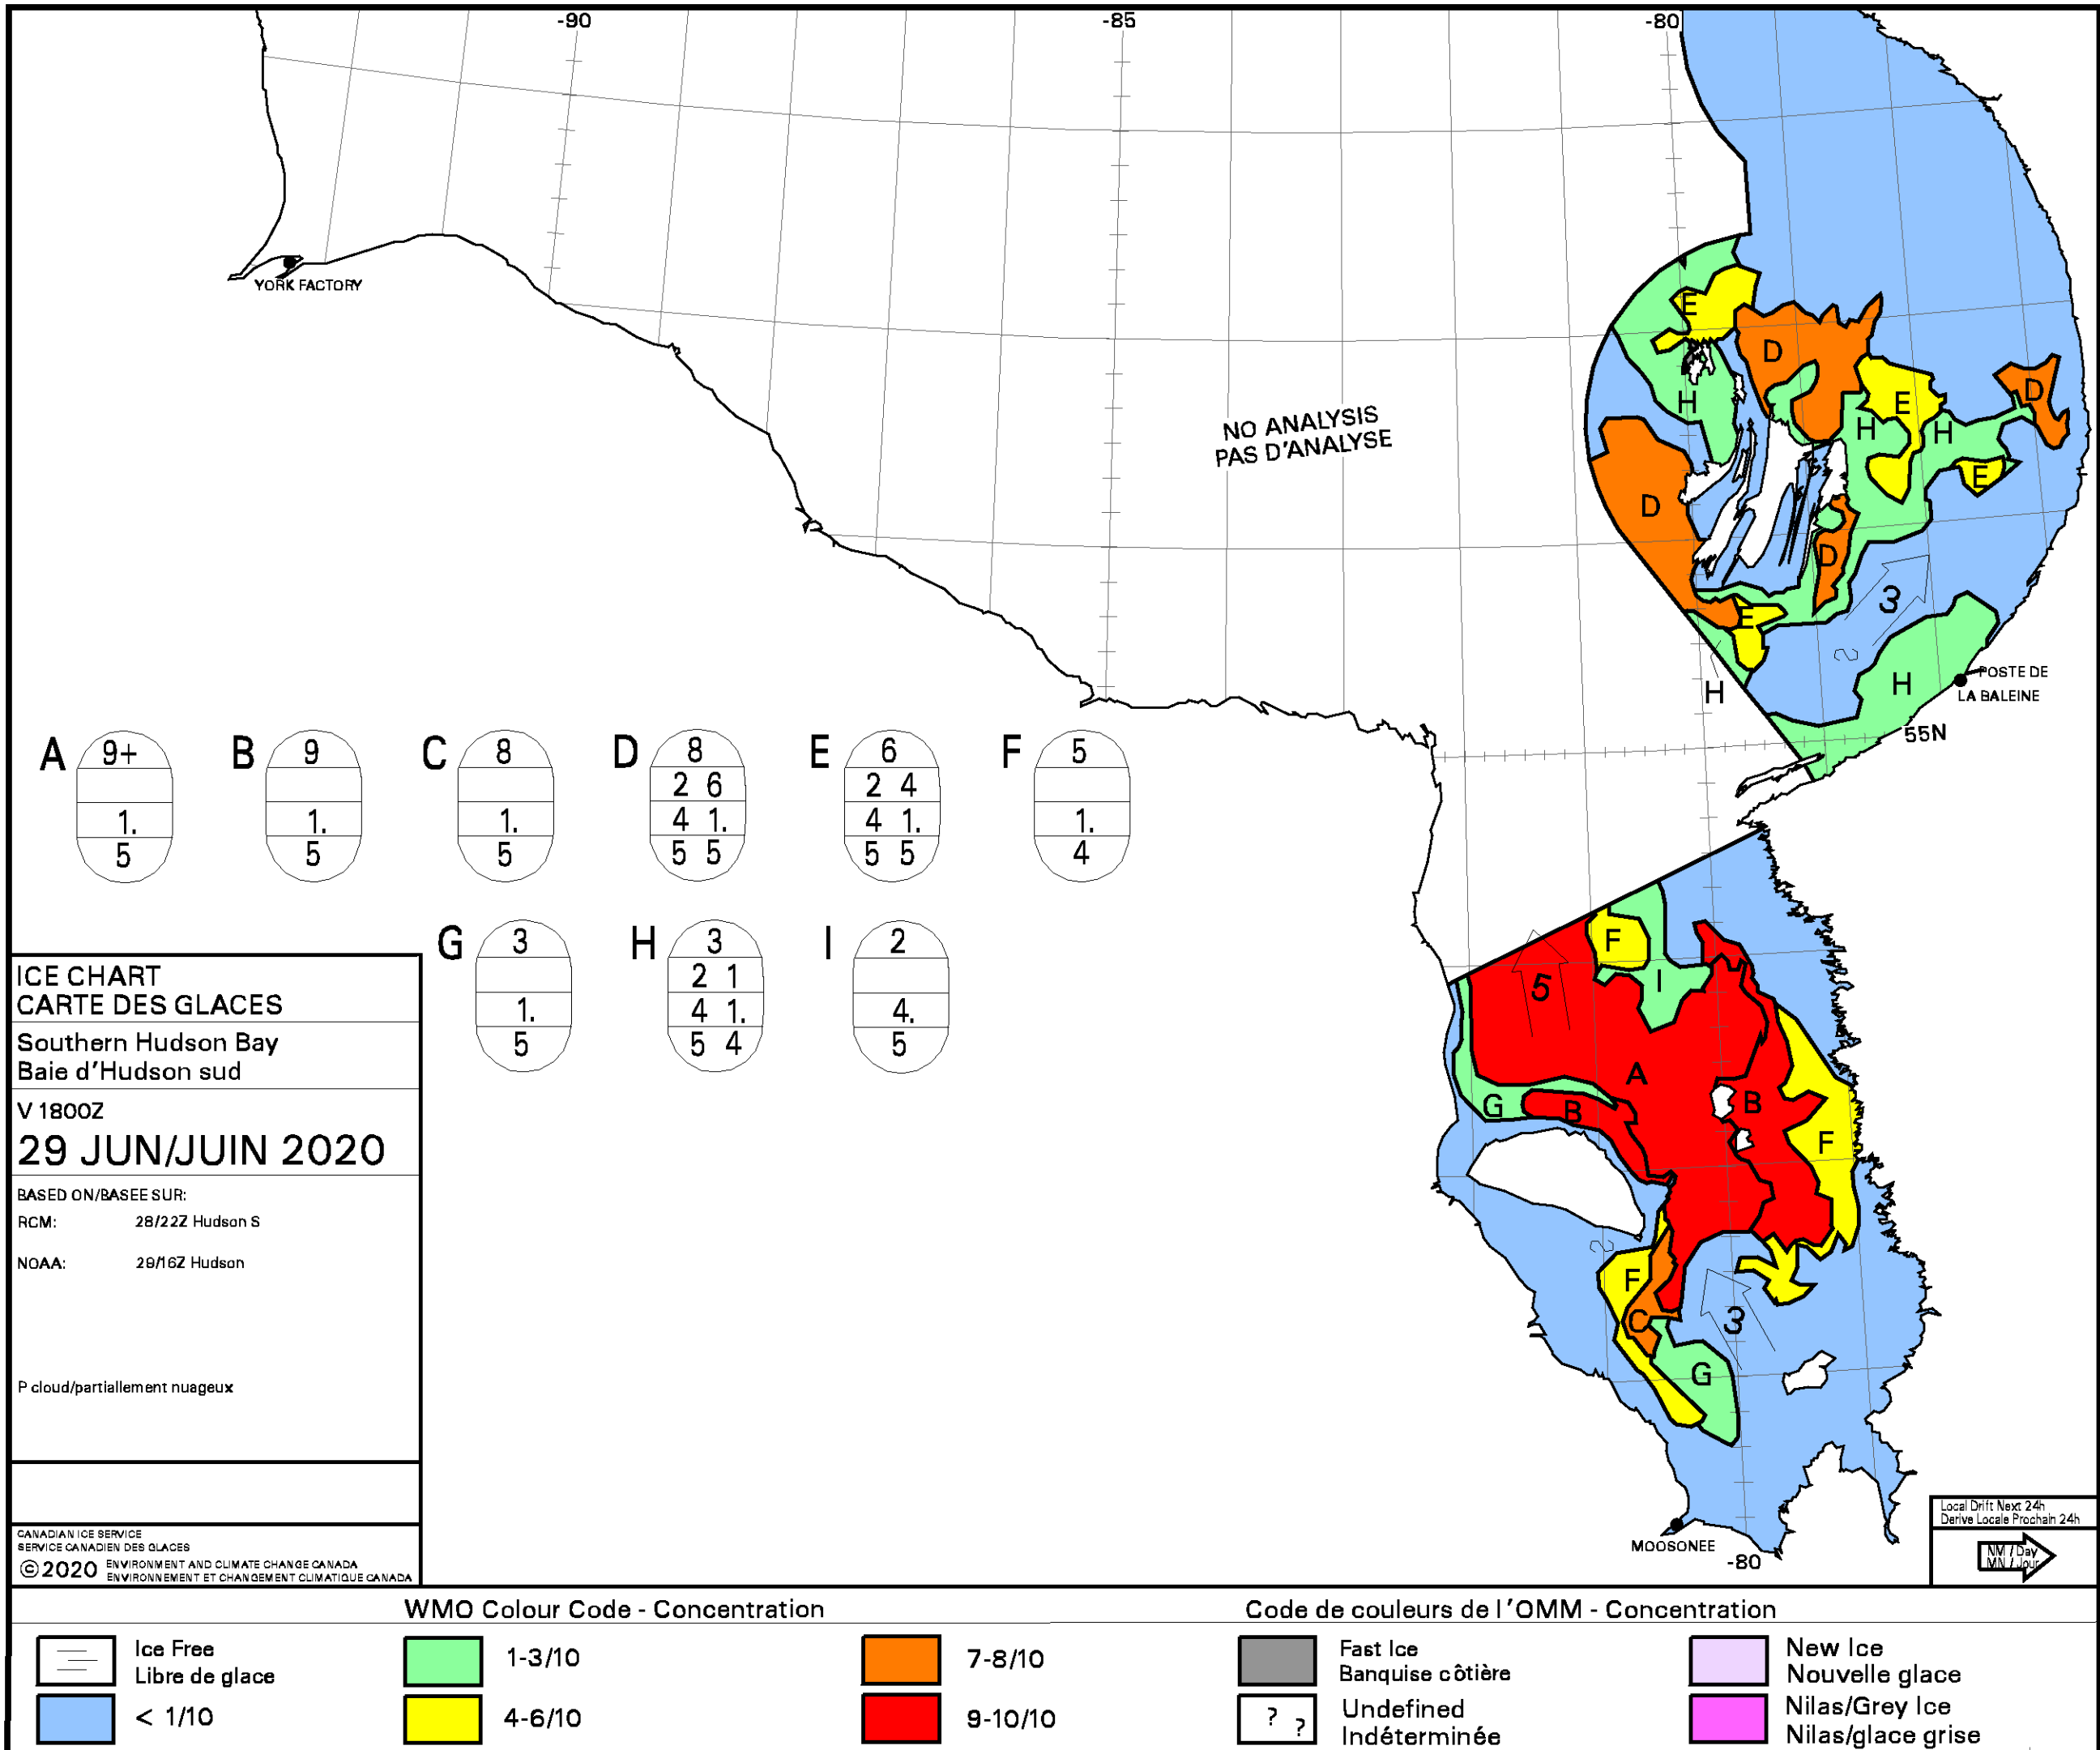 -90
-85
-80
YORK FACTORY
NO ANALYSIS
PAS D'ANALYSE
E
D
D
H
E
H
H
E
D
D
3
E
H
H
POSTE DE
LA BALEINE
55N
A
9+
1.
5
B
9
1.
5
C
8
1.
5
D
8
2 6
4 1.
5 5
E
6
2 4
4 1.
5 5
F
5
1.
4
G
3
1.
5
H
3
2 1
4 1.
5 4
I
2
4.
5
F
5
I
A
G
B
B
F
F
C
3
G
MOOSONEE
-80
ICE CHART
CARTE DES GLACES
Southern Hudson Bay
Baie d'Hudson sud
V 1800Z
29 JUN/JUIN 2020
BASED ON/BASEE SUR:
RCM: 28/22Z Hudson S
NOAA: 29/16Z Hudson
P cloud/partiallement nuageux
CANADIAN ICE SERVICE
SERVICE CANADIEN DES GLACES
© 2020 ENVIRONMENT AND CLIMATE CHANGE CANADA
ENVIRONNEMENT ET CHANGEMENT CLIMATIQUE CANADA
Local Drift Next 24h
Derive Locale Prochain 24h
NM / Day
MN / Jour
WMO Colour Code - Concentration
Code de couleurs de l'OMM - Concentration
Ice Free
Libre de glace
< 1/10
1-3/10
4-6/10
7-8/10
9-10/10
Fast Ice
Banquise côtière
? ?
Undefined
Indéterminée
New Ice
Nouvelle glace
Nilas/Grey Ice
Nilas/glace grise